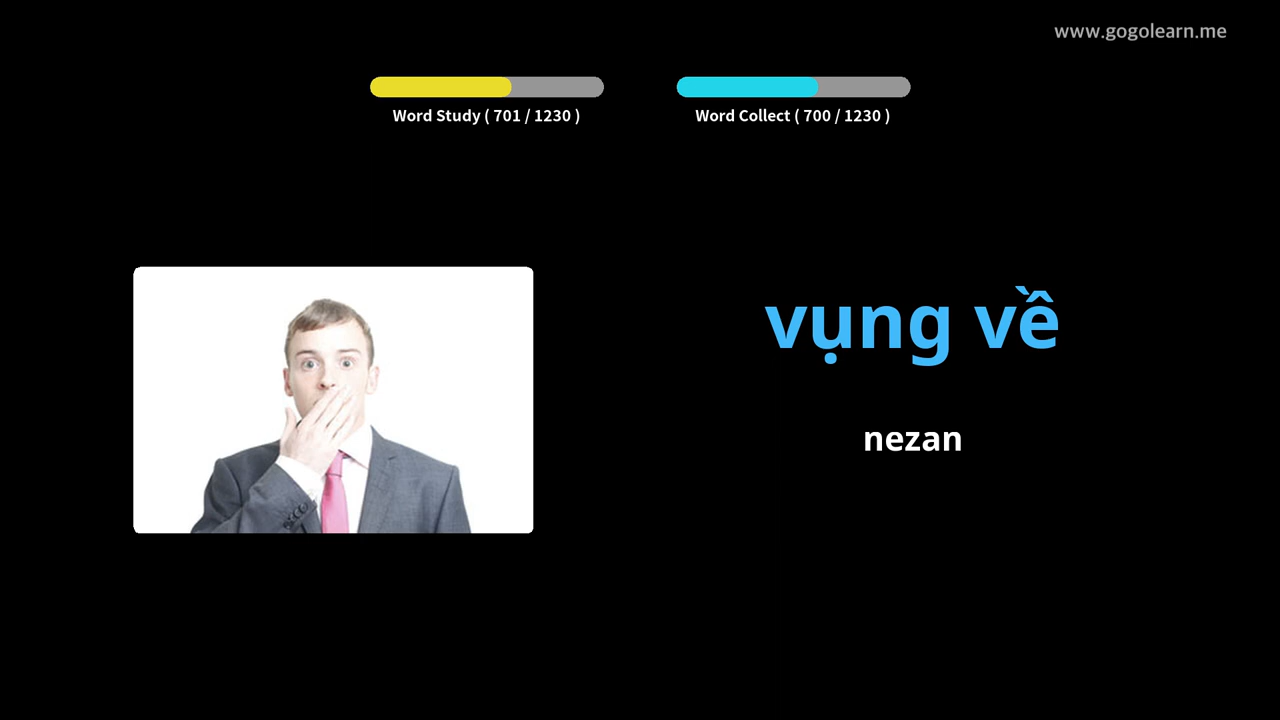 www.gogolearn.me
Word Study ( 701 / 1230 )
Word Collect ( 700 / 1230 )
vụng về
nezan